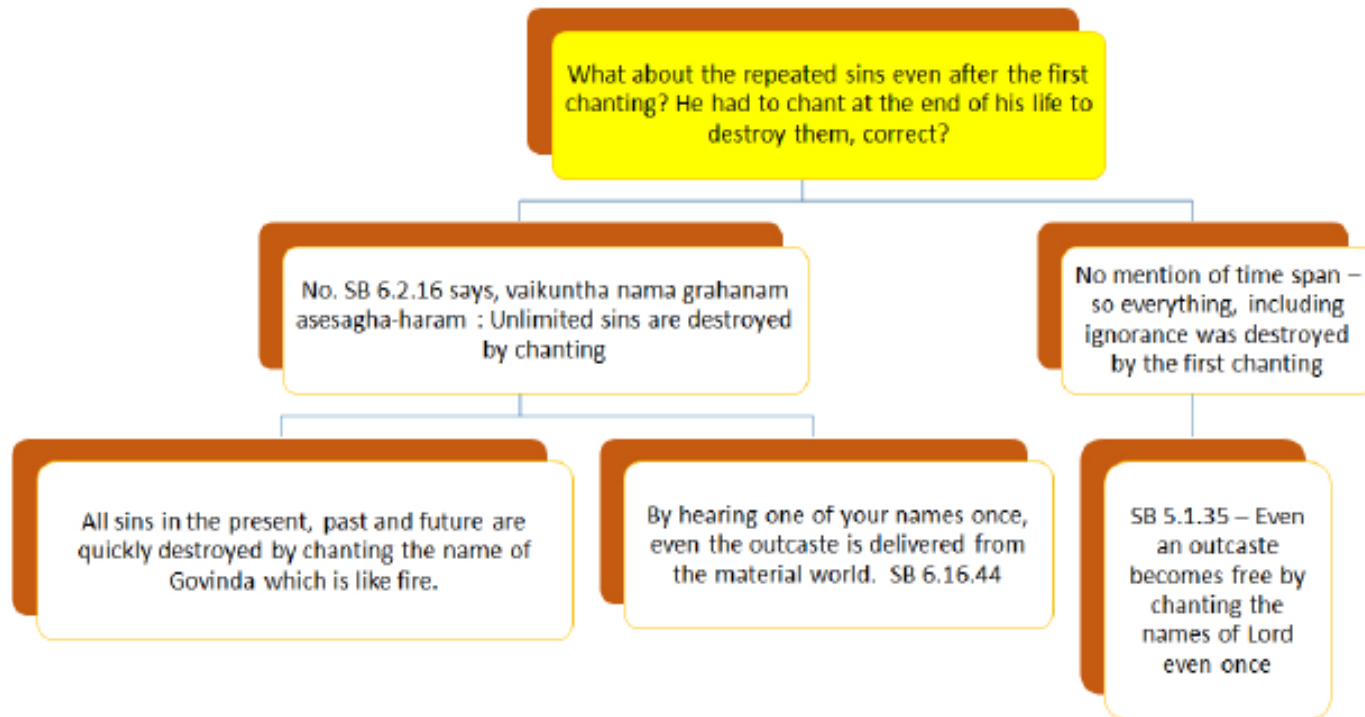 What about the repeated sins even after the first
chanting? He had to chant at the end of his life to
destroy them, correct?
No. SB 6.2.16 says, vaikuntha nama grahanam
asesagha-haram : Unlimited sins are destroyed
by chanting
No mention of time span –
so everything, including
ignorance was destroyed
by the first chanting
All sins in the present, past and future are
quickly destroyed by chanting the name of
Govinda which is like fire.
By hearing one of your names once,
even the outcaste is delivered from
the material world. SB 6.16.44
SB 5.1.35 – Even
an outcaste
becomes free by
chanting the
names of Lord
even once